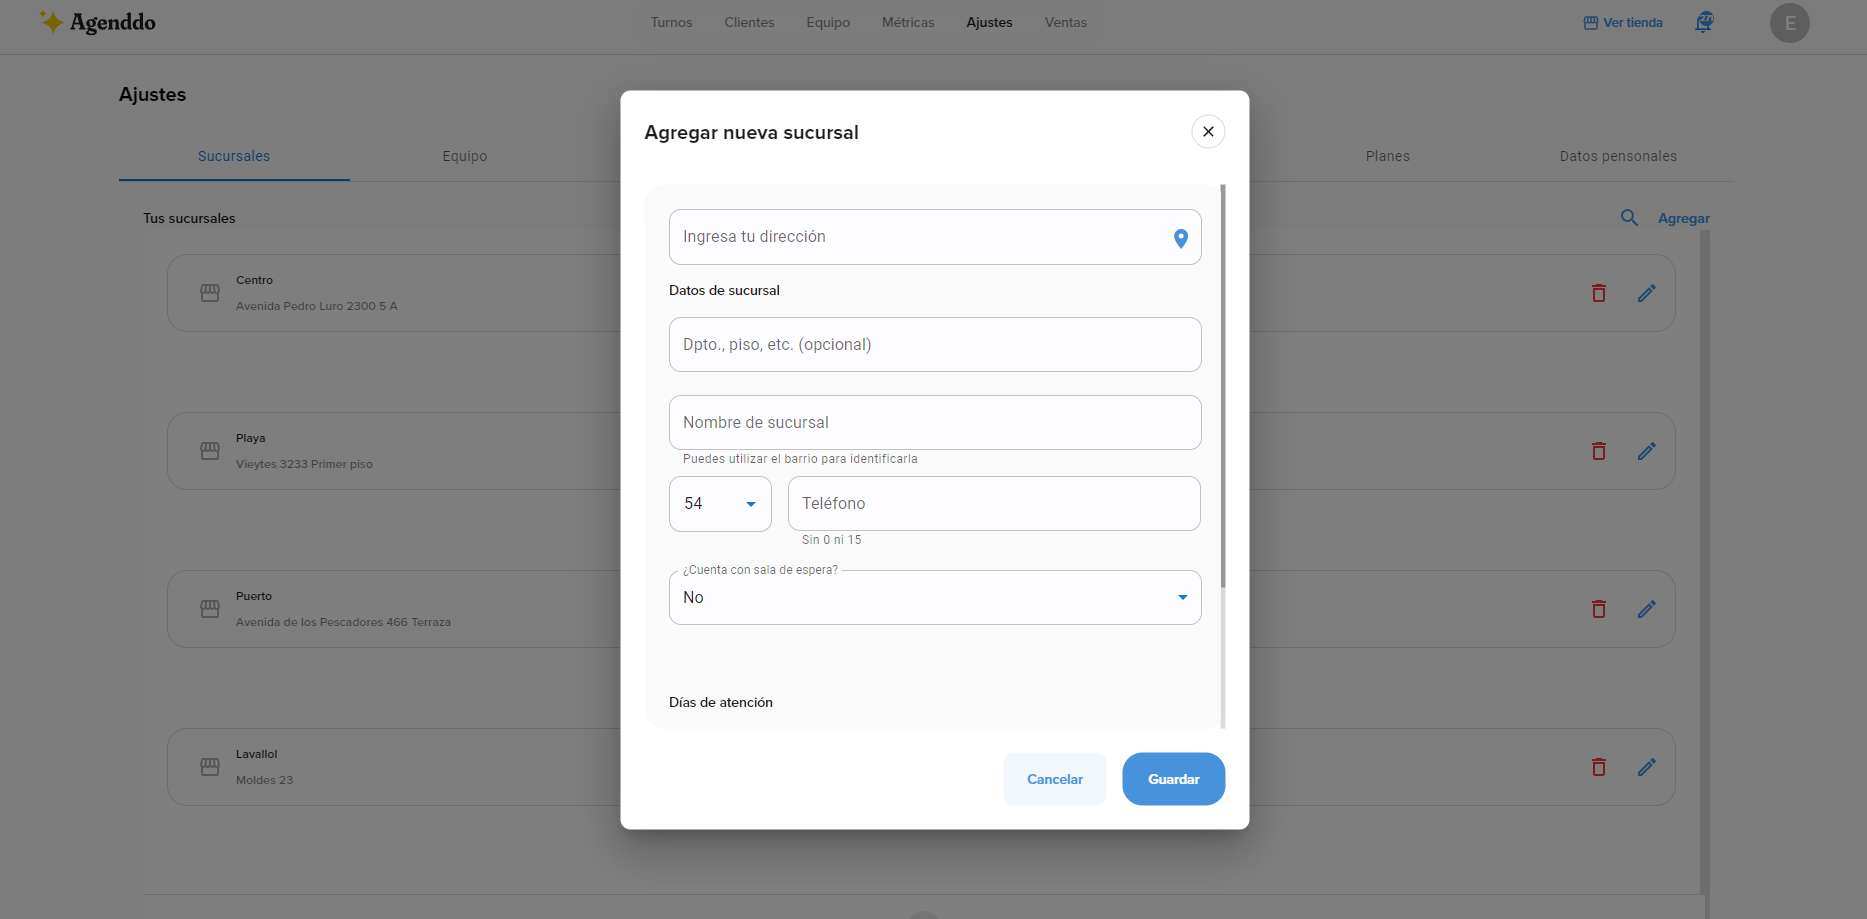 Agenddo
Turnos Clientes Equipo Métricas Ajustes Ventas
Ver tienda
E
Ajustes
Sucursales Equipo Planes Datos pensonales
Tus sucursales
Agregar
Centro
Avenida Pedro Luro 2300 5 A
Playa
Vieytes 3233 Primer piso
Puerto
Avenida de los Pescadores 466 Terraza
Lavallol
Moldes 23
Agregar nueva sucursal
Ingresa tu dirección
Datos de sucursal
Dpto., piso, etc. (opcional)
Nombre de sucursal
Puedes utilizar el barrio para identificarla
54 Teléfono
Sin 0 ni 15
¿Cuenta con sala de espera?
No
Días de atención
Cancelar Guardar